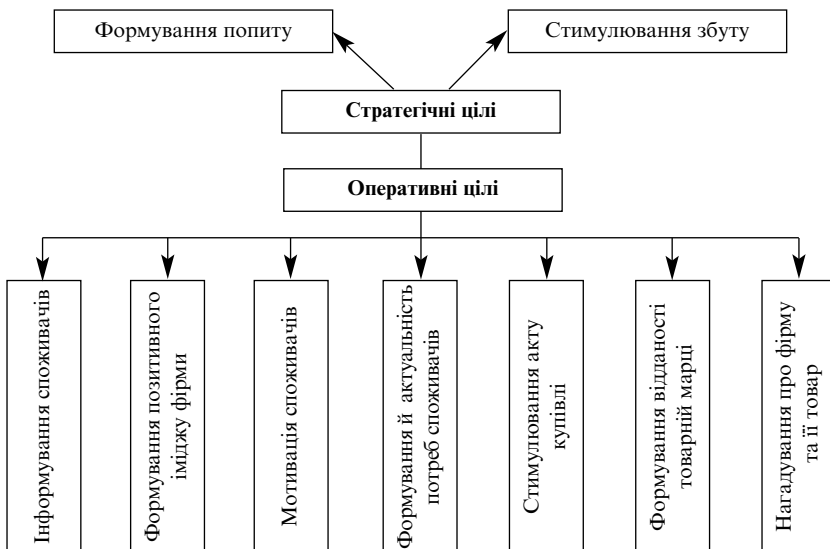 Формування попиту
Стимулювання збуту
Стратегічні цілі
Оперативні цілі
Інформування споживачів
Формування позитивного
іміджу фірми
Мотивація споживачів
Формування й актуальність
потреб споживачів
Стимулювання акту
купівлі
Формування відданості
товарній марці
Нагадування про фірму
та її товар